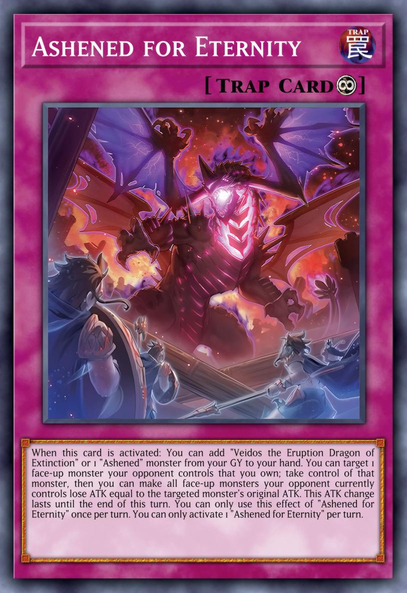 ASHENED FOR ETERNITY
TRAP
罠
[TRAP CARD♾]
When this card is activated: You can add "Veidos the Eruption Dragon of
Extinction" or 1 "Ashened" monster from your GY to your hand. You can target 1
face-up monster your opponent controls that you own; take control of that
monster, then you can make all face-up monsters your opponent currently
controls lose ATK equal to the targeted monster's original ATK. This ATK change
lasts until the end of this turn. You can only use this effect of "Ashened for
Eternity" once per turn. You can only activate 1 "Ashened for Eternity" per turn.